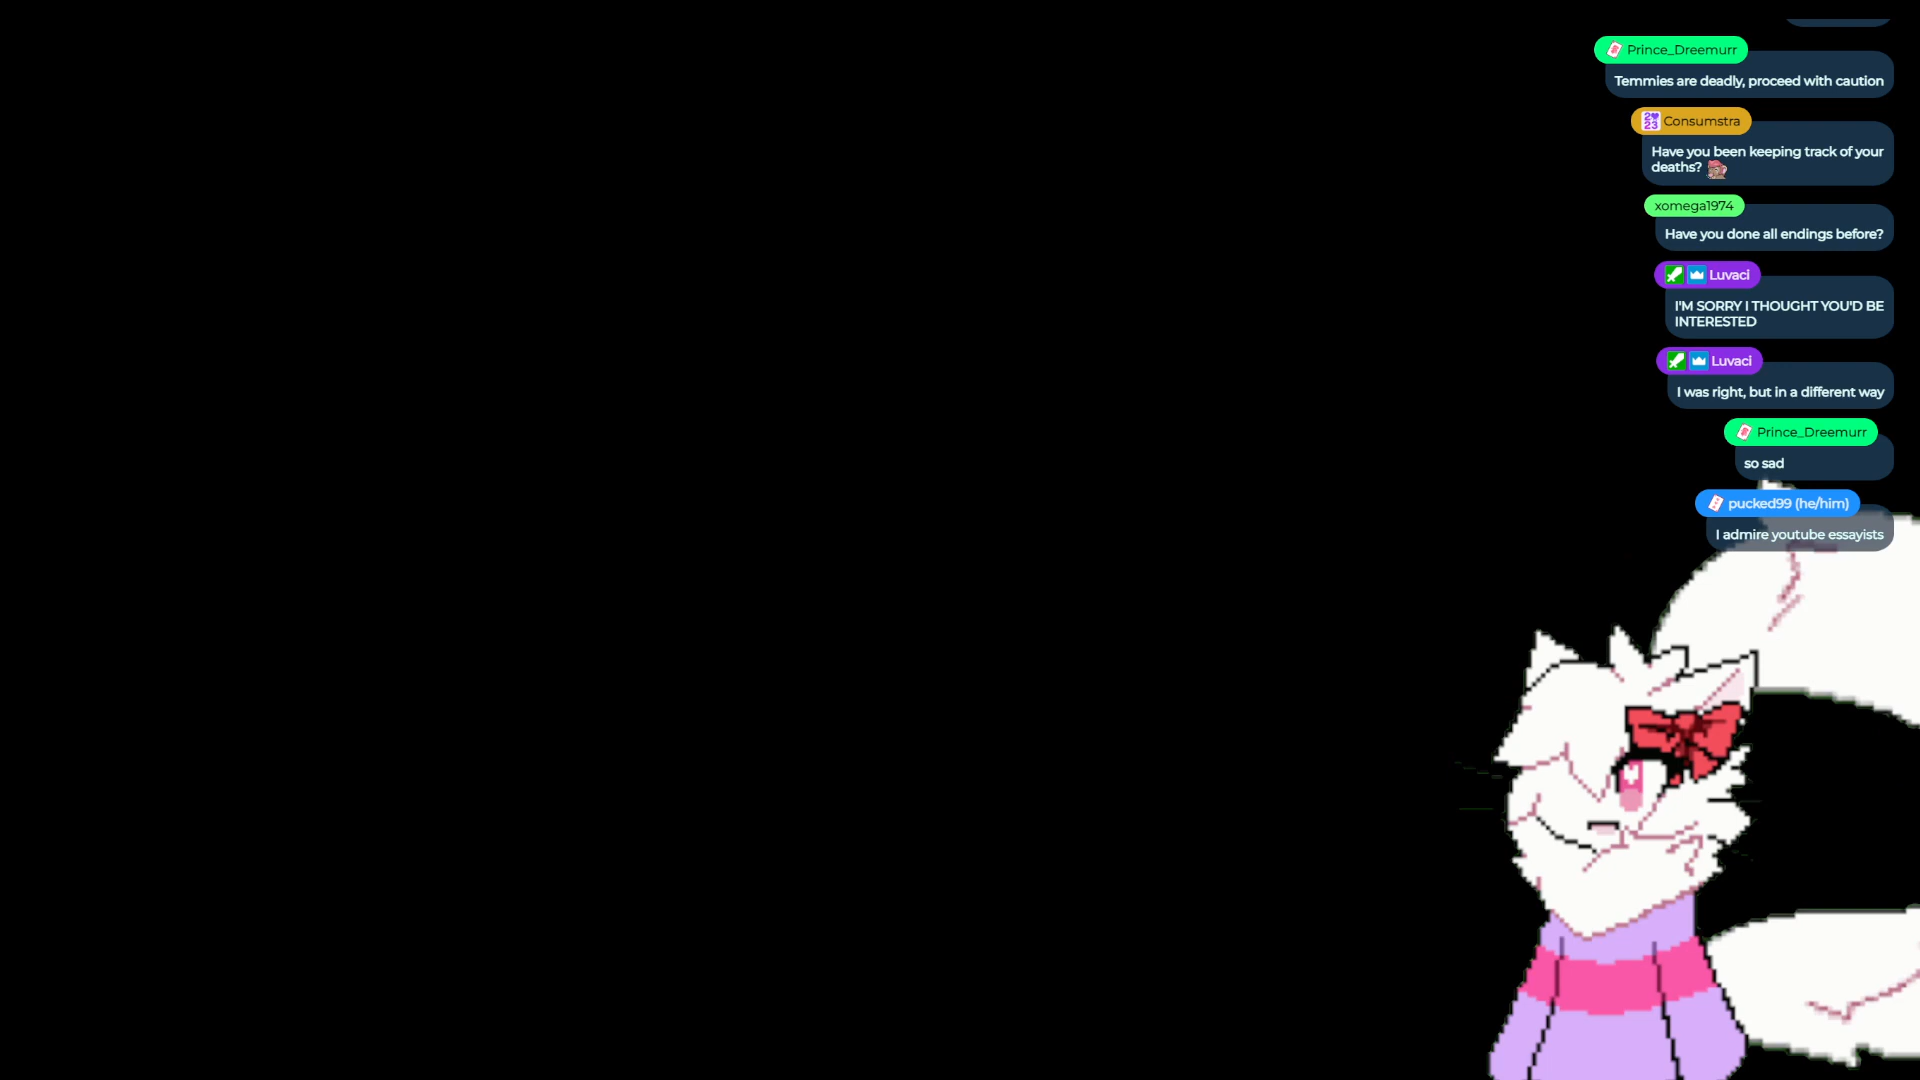 Prince_Dreemurr
Temmies are deadly, proceed with caution
2023 Consumstra
Have you been keeping track of your
deaths?
xomega1974
Have you done all endings before?
Luvaci
I'M SORRY I THOUGHT YOU'D BE
INTERESTED
Luvaci
I was right, but in a different way
Prince_Dreemurr
so sad
pucked99 (he/him)
I admire youtube essayists